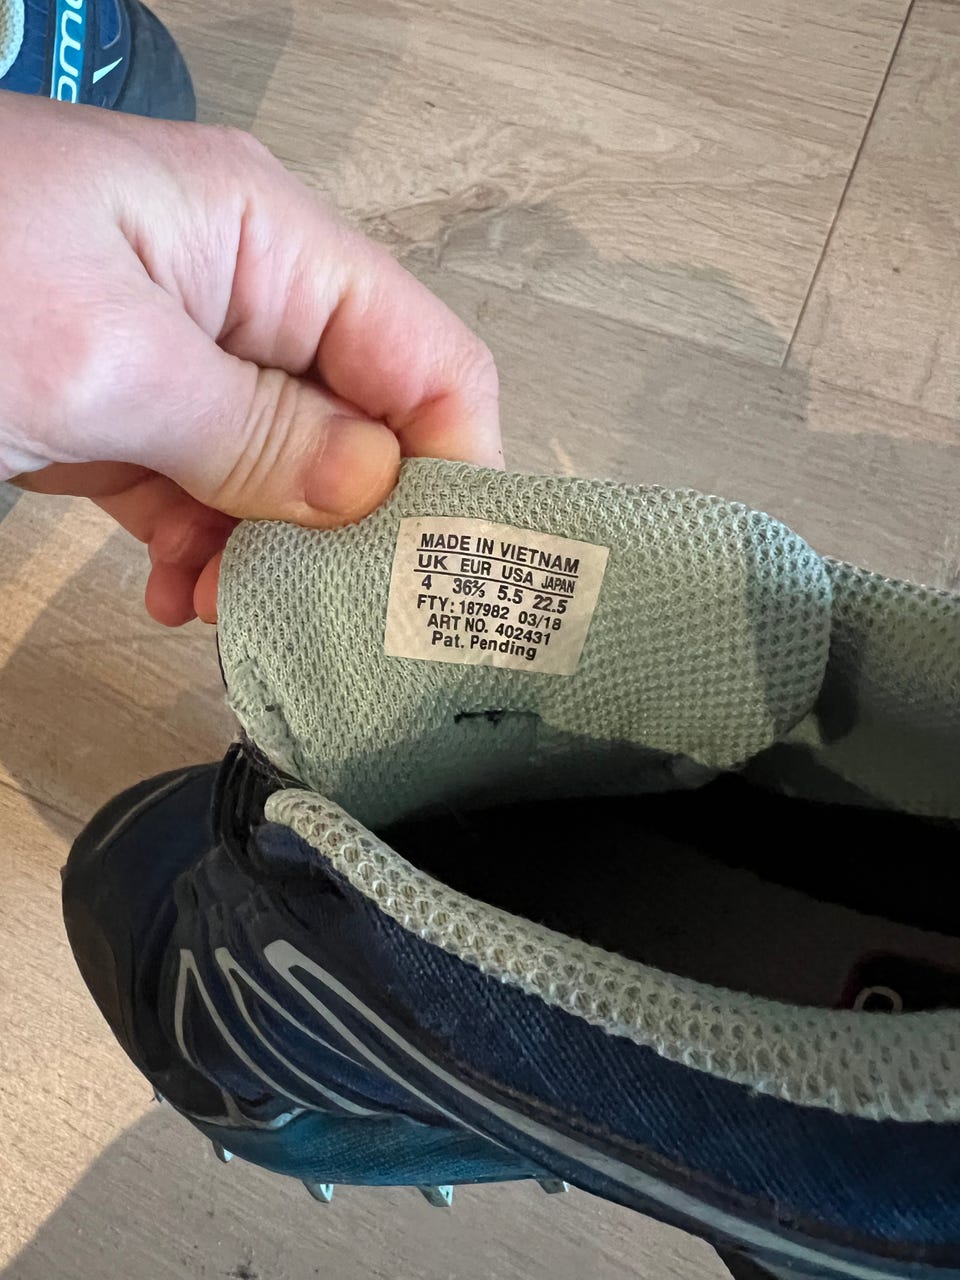 MADE IN VIETNAM
UK EUR USA JAPAN
4 36⅔ 5.5 22.5
FTY: 187982 03/18
ART NO. 402431
Pat. Pending